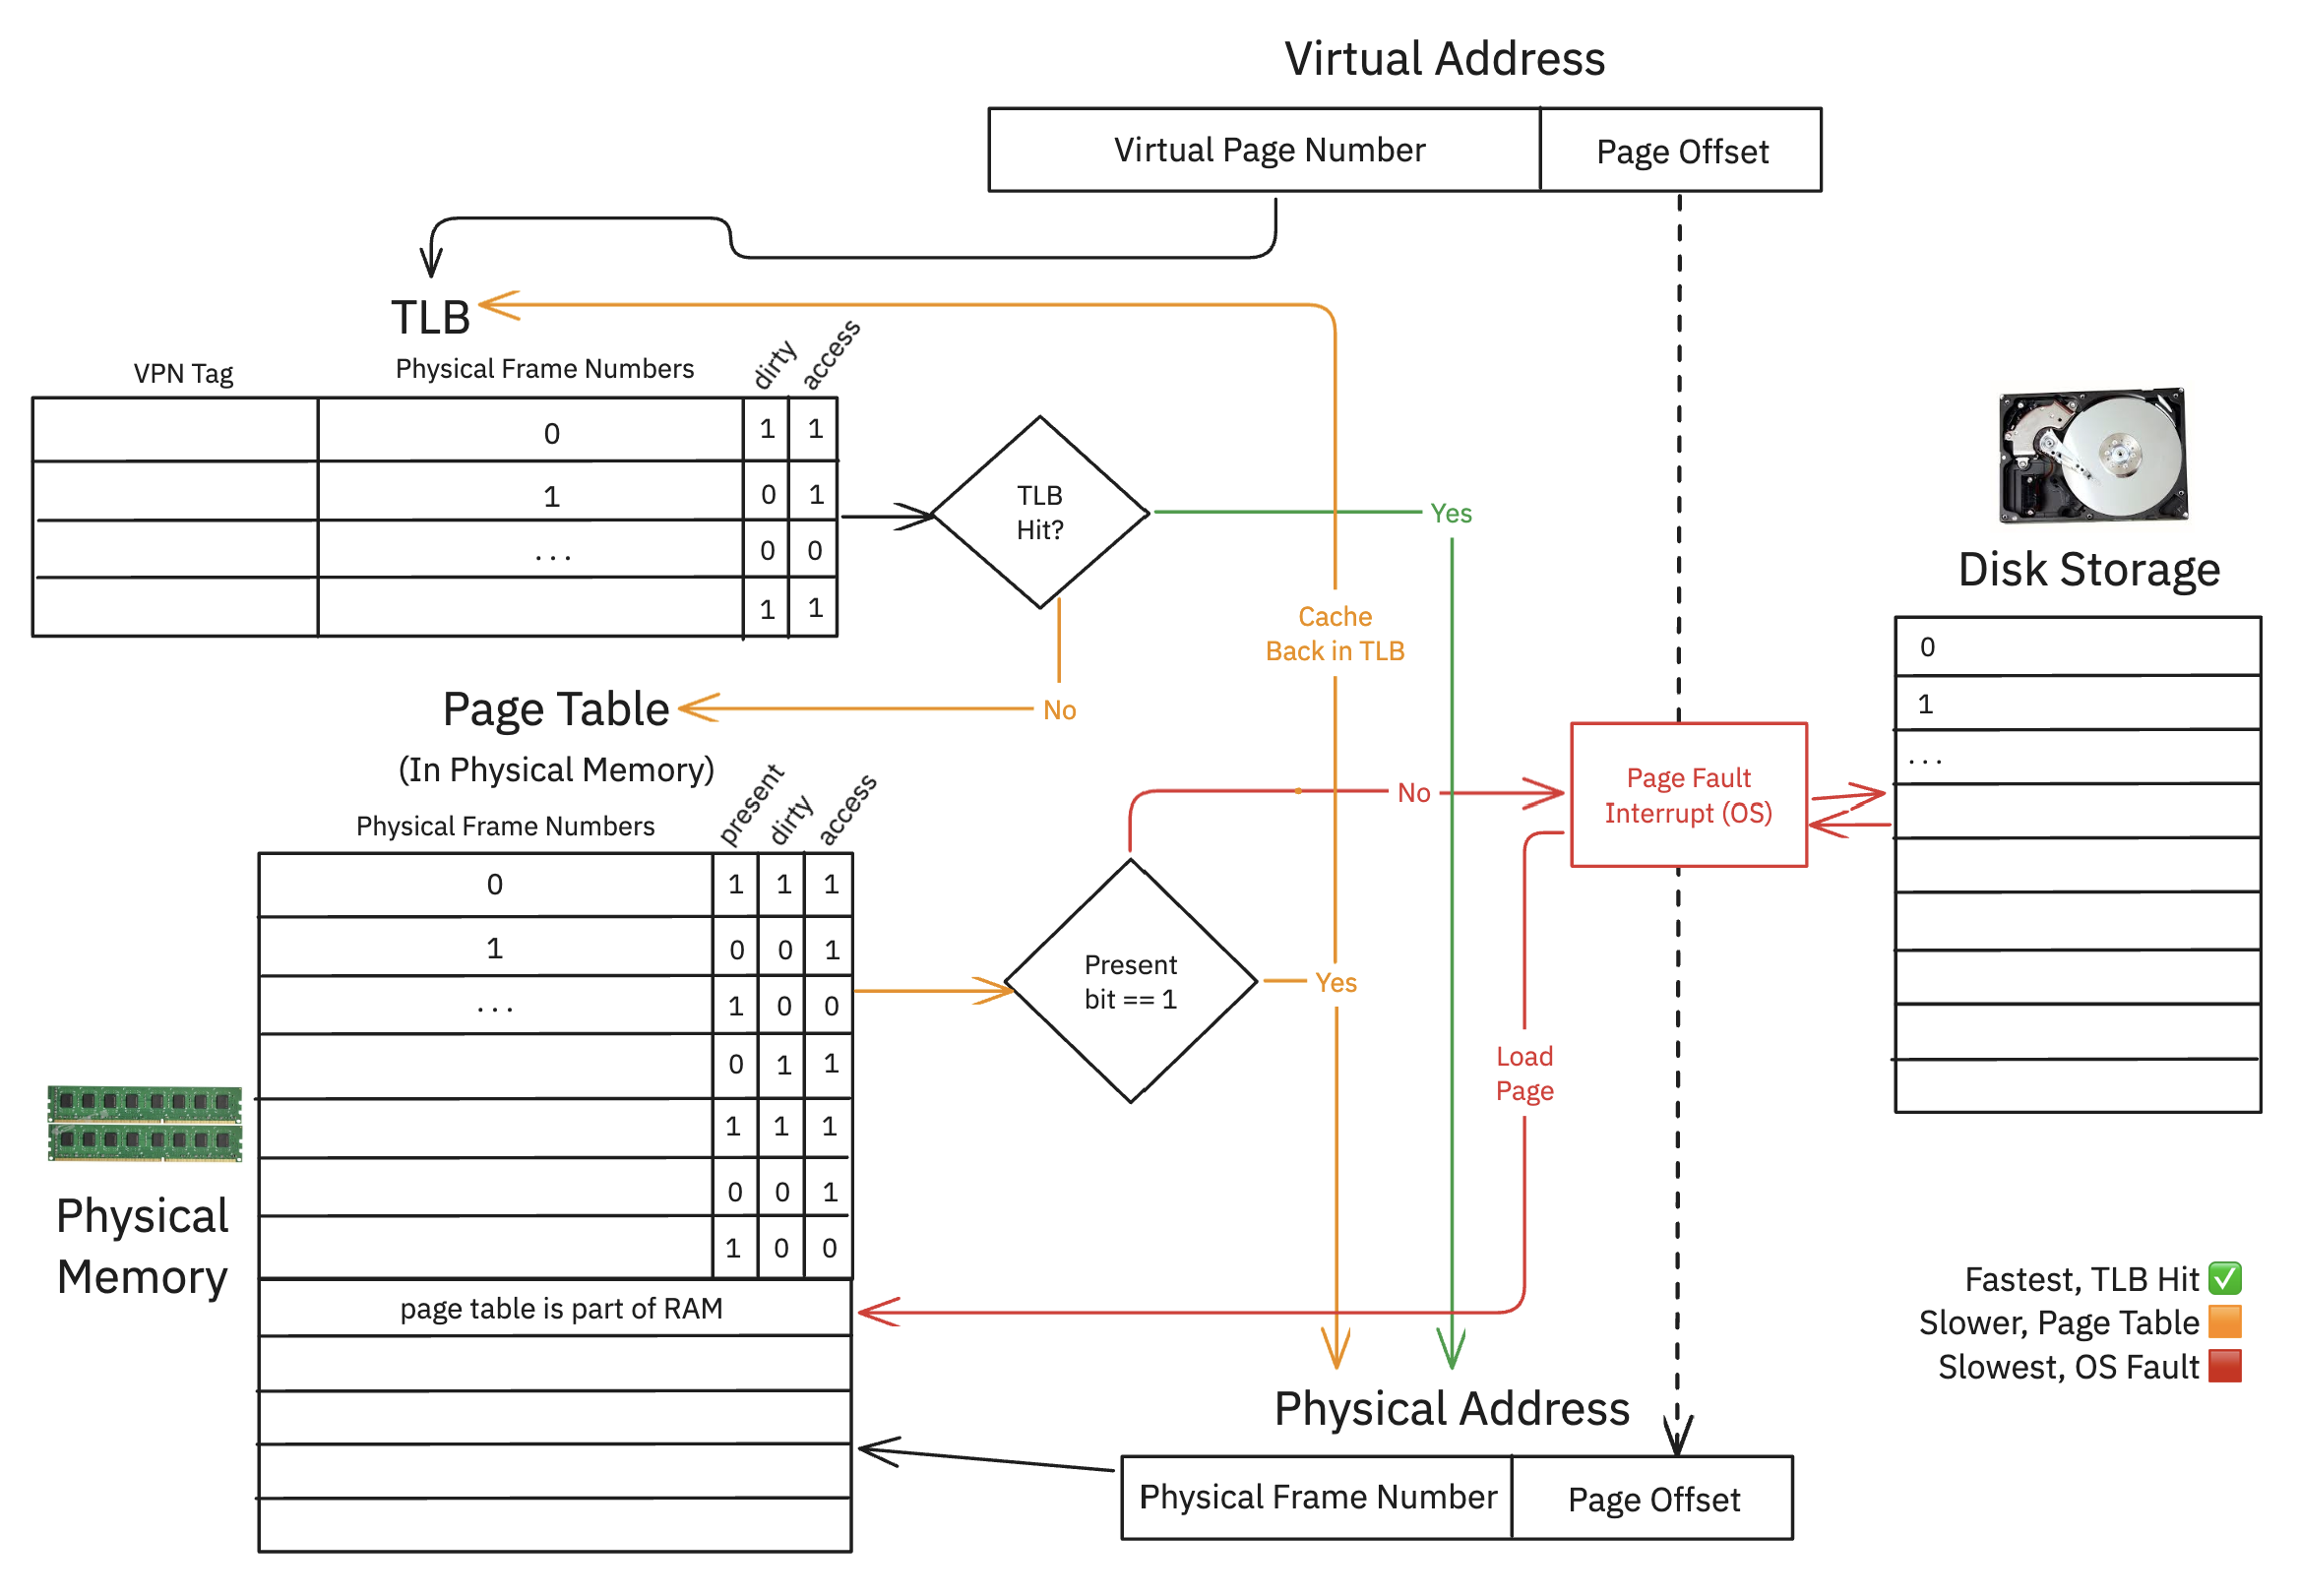 Virtual Address
Virtual Page Number
Page Offset
TLB
VPN Tag
Physical Frame Numbers
dirty
access
0 1 1
1 0 1
... 0 0
1 1
TLB
Hit?
Yes
No
Cache
Back in TLB
Page Table
(In Physical Memory)
Physical Frame Numbers
present
dirty
access
0 1 1 1
1 0 0 1
... 1 0 0
0 1 1
1 1 1
0 0 1
1 0 0
page table is part of RAM
Physical
Memory
Present
bit == 1
No
Yes
Page Fault
Interrupt (OS)
Load
Page
Disk Storage
0
1
...
Fastest, TLB Hit ✅
Slower, Page Table 🟧
Slowest, OS Fault 🟥
Physical Address
Physical Frame Number
Page Offset